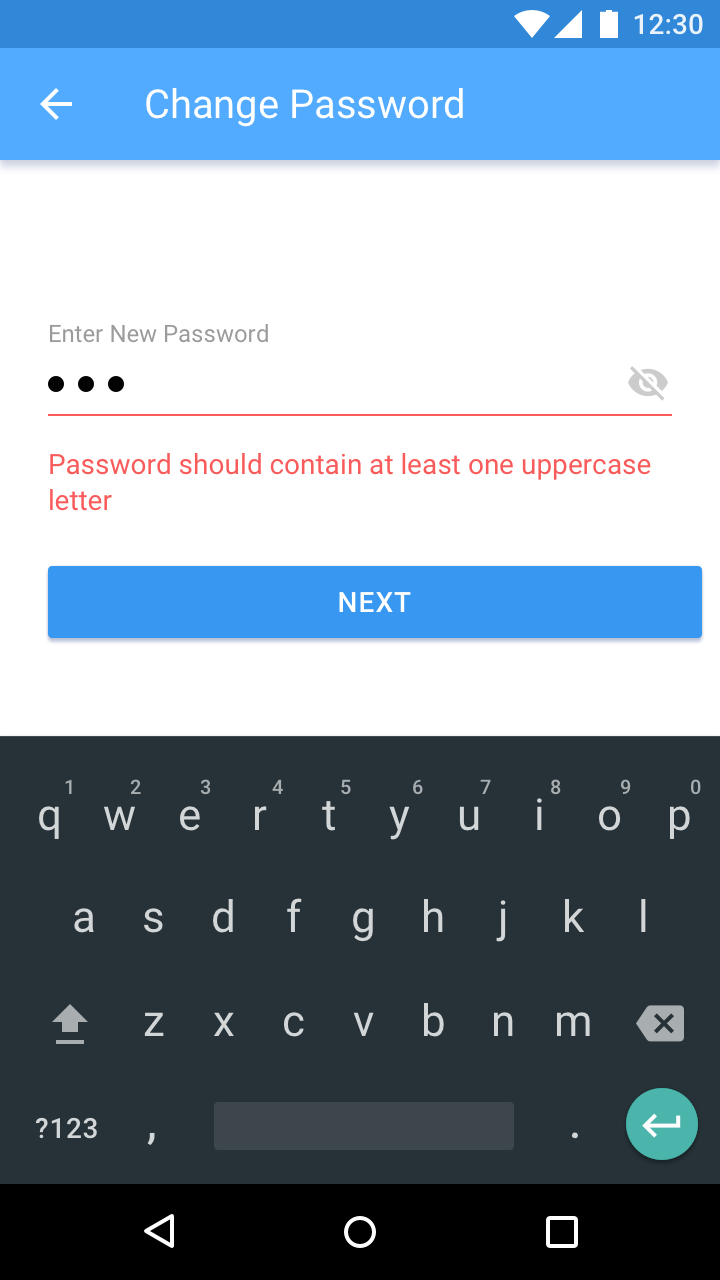 12:30
Change Password
Enter New Password
Password should contain at least one uppercase
letter
NEXT
1 2 3 4 5 6 7 8 9 0
q w e r t y u i o p
a s d f g h j k l
z x c v b n m
?123 , .